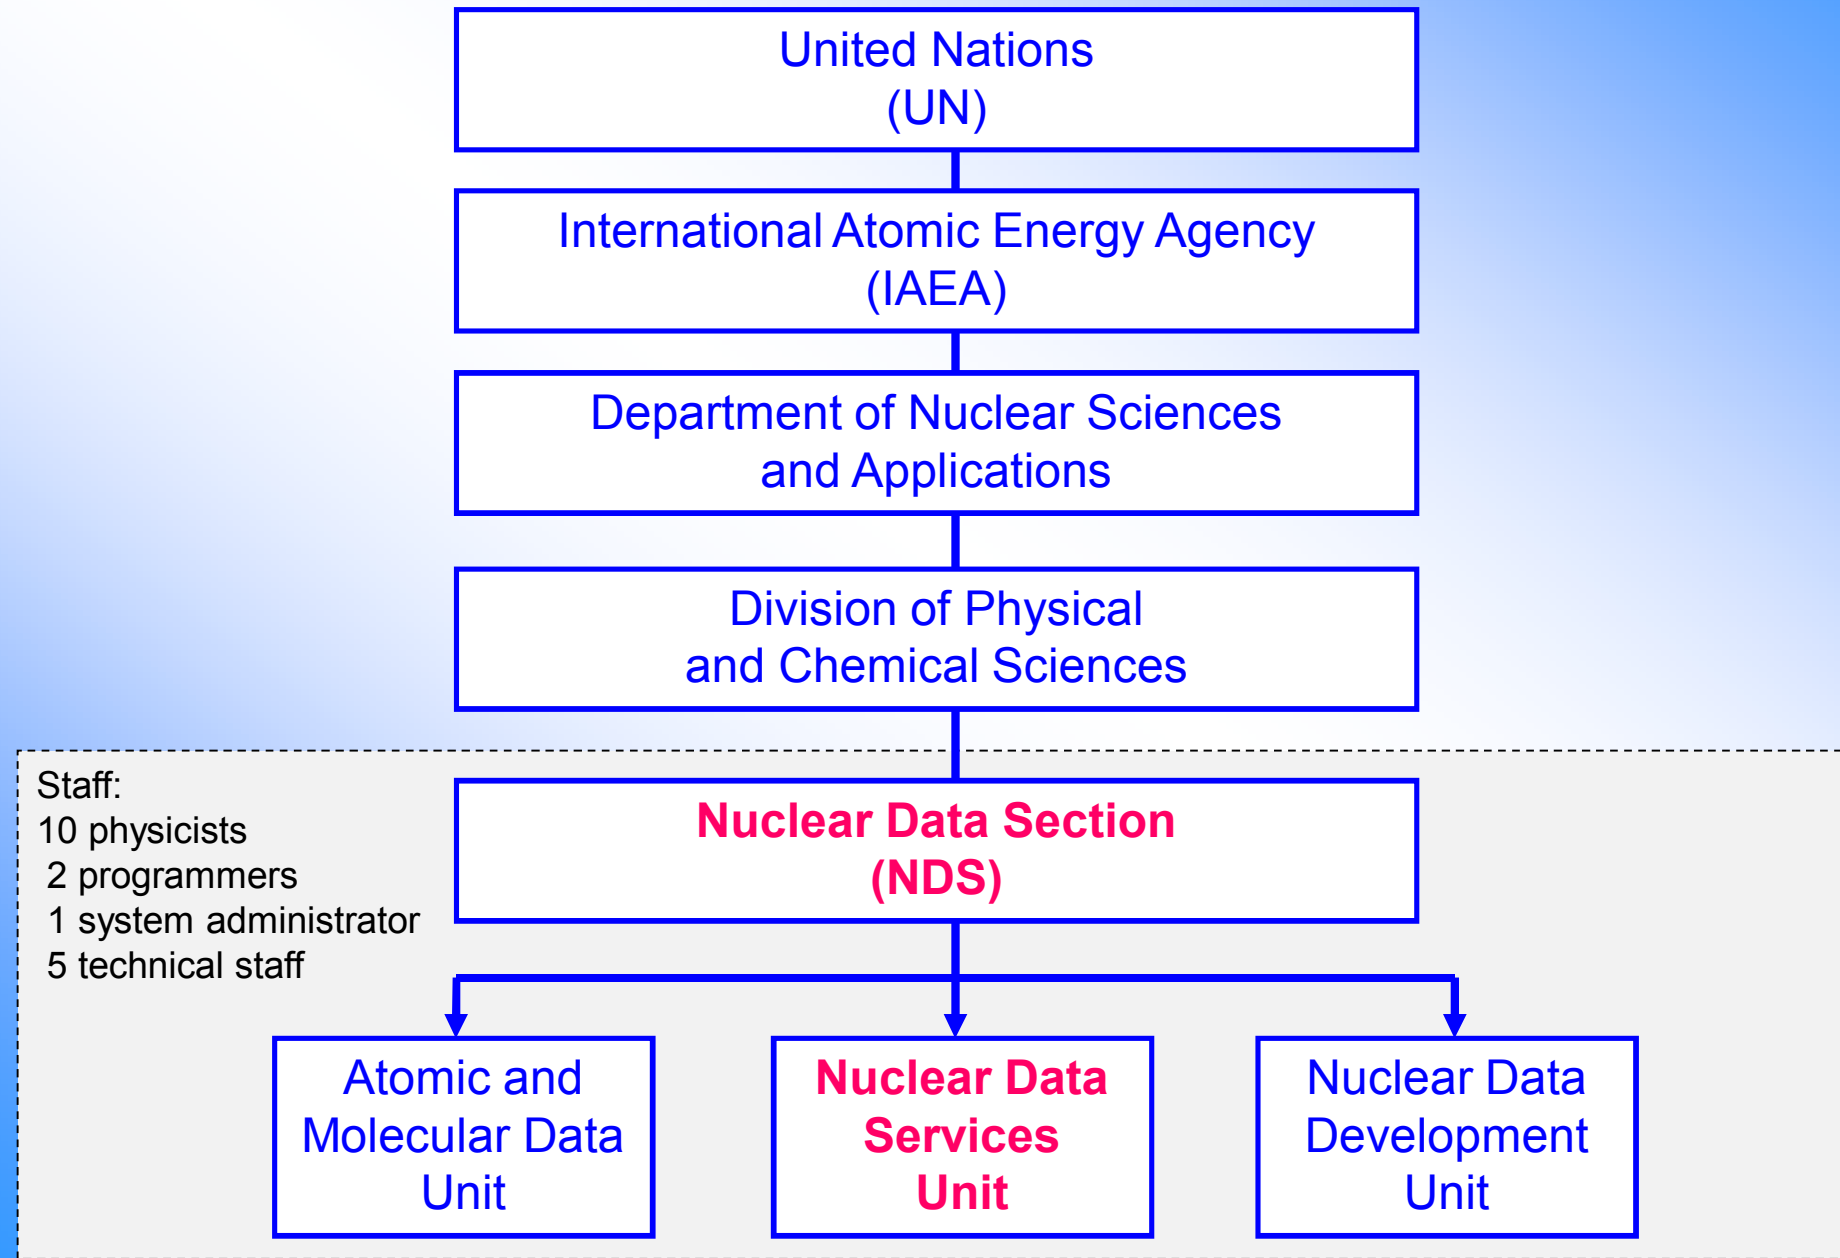 United Nations
(UN)
International Atomic Energy Agency
(IAEA)
Department of Nuclear Sciences
and Applications
Division of Physical
and Chemical Sciences
Staff:
10 physicists
2 programmers
1 system administrator
5 technical staff
Nuclear Data Section
(NDS)
Atomic and
Molecular Data
Unit
Nuclear Data
Services
Unit
Nuclear Data
Development
Unit